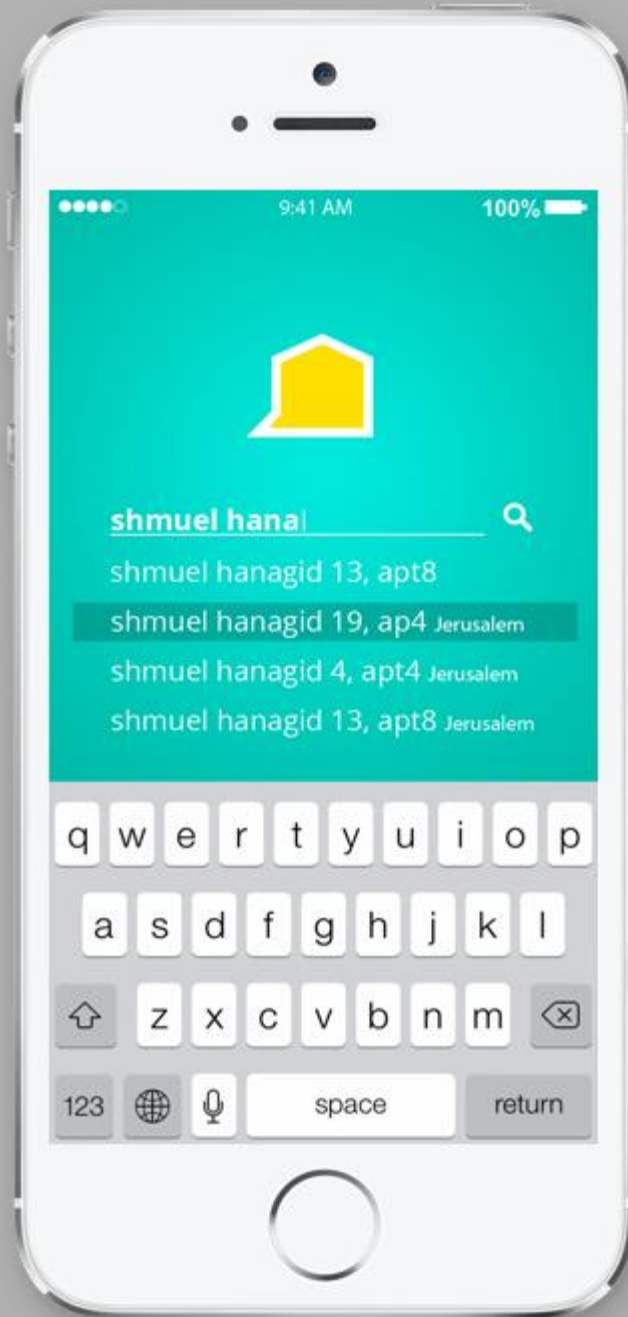 9:41 AM 100%
shmuel hana
shmuel hanagid 13, apt8
shmuel hanagid 19, ap4 Jerusalem
shmuel hanagid 4, apt4 Jerusalem
shmuel hanagid 13, apt8 Jerusalem
q w e r t y u i o p
a s d f g h j k l
z x c v b n m
123 space return